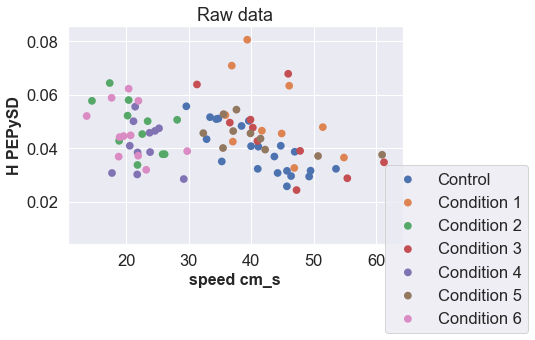 Raw data
0.08
0.06
0.04
0.02
H PEPySD
20
30
40
50
60
speed cm_s
Control
Condition 1
Condition 2
Condition 3
Condition 4
Condition 5
Condition 6